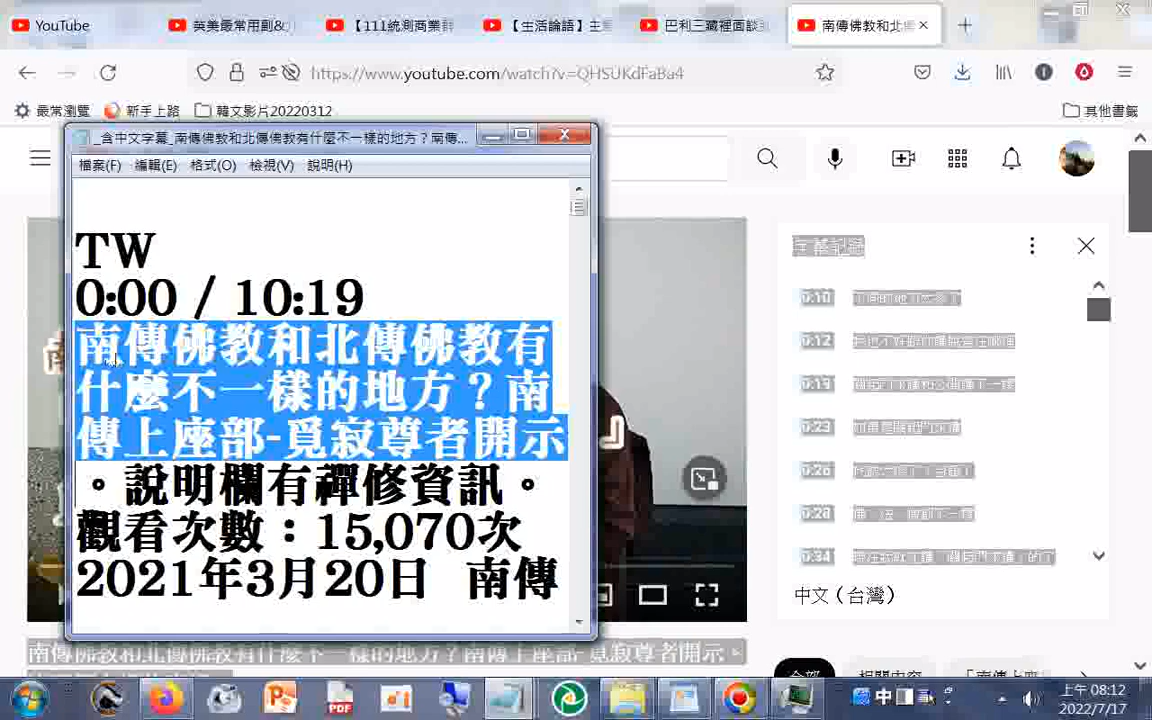 YouTube
英美最常用副&
【111統測商業群
【生活論語】主
巴利三藏裡面談
南傳佛教和北
https://www.youtube.com/watch?v=QHSUKdFaBa4
最常瀏覽
新手上路
韓文影片20220312
其他書籤
_含中文字幕_南傳佛教和北傳佛教有什麼不一樣的地方？南傳...
檔案(F) 編輯(E) 格式(O) 檢視(V) 說明(H)
TW
0:00 / 10:19
南傳佛教和北傳佛教有
什麼不一樣的地方？南
傳上座部-覓寂尊者開示
。說明欄有禪修資訊。
觀看次數：15,070次
2021年3月20日 南傳
字幕記錄
0:10
0:12
0:19
0:23
0:26
0:28
0:34
中文（台灣）
南傳佛教和北傳佛教有什麼不一樣的地方？南傳上座部-覓寂尊者開示。
全部
相關內容
「南傳上座
中
上午 08:12
2022/7/17